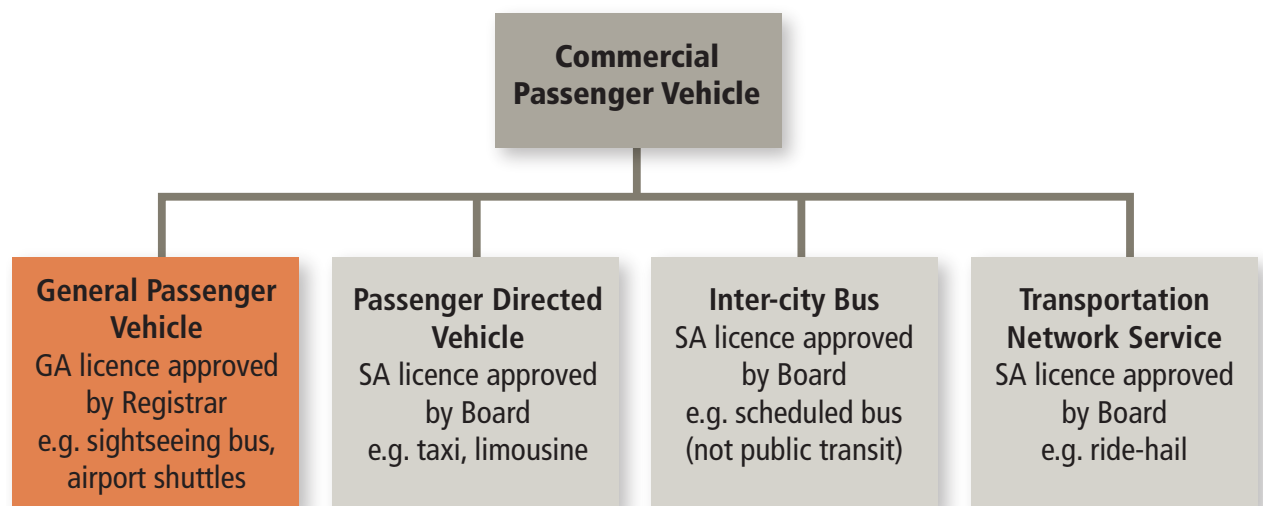 Commercial
Passenger Vehicle
General Passenger
Vehicle
GA licence approved
by Registrar
e.g. sightseeing bus,
airport shuttles
Passenger Directed
Vehicle
SA licence approved
by Board
e.g. taxi, limousine
Inter-city Bus
SA licence approved
by Board
e.g. scheduled bus
(not public transit)
Transportation
Network Service
SA licence approved
by Board
e.g. ride-hail